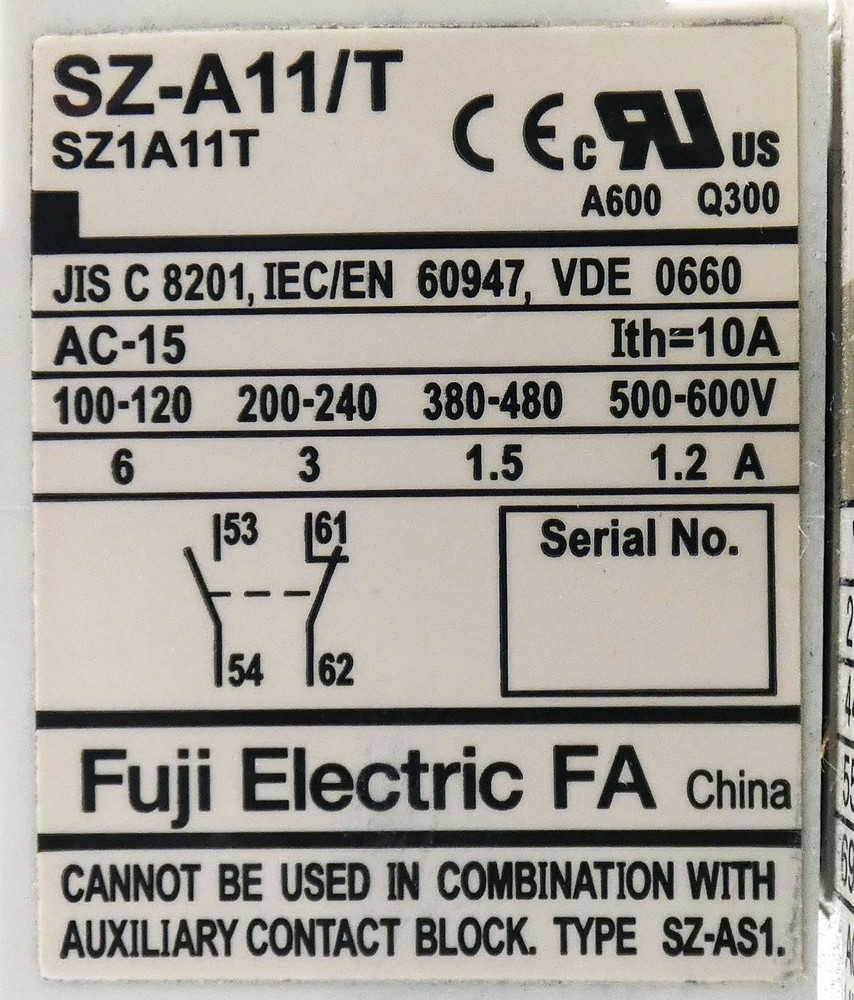 SZ-A11/T
SZ1A11T
CE c RU US
A600 Q300
JIS C 8201, IEC/EN 60947, VDE 0660
AC-15 Ith=10A
100-120 200-240 380-480 500-600V
6 3 1.5 1.2 A
53 61
Serial No.
54 62
Fuji Electric FA China
CANNOT BE USED IN COMBINATION WITH
AUXILIARY CONTACT BLOCK. TYPE SZ-AS1.